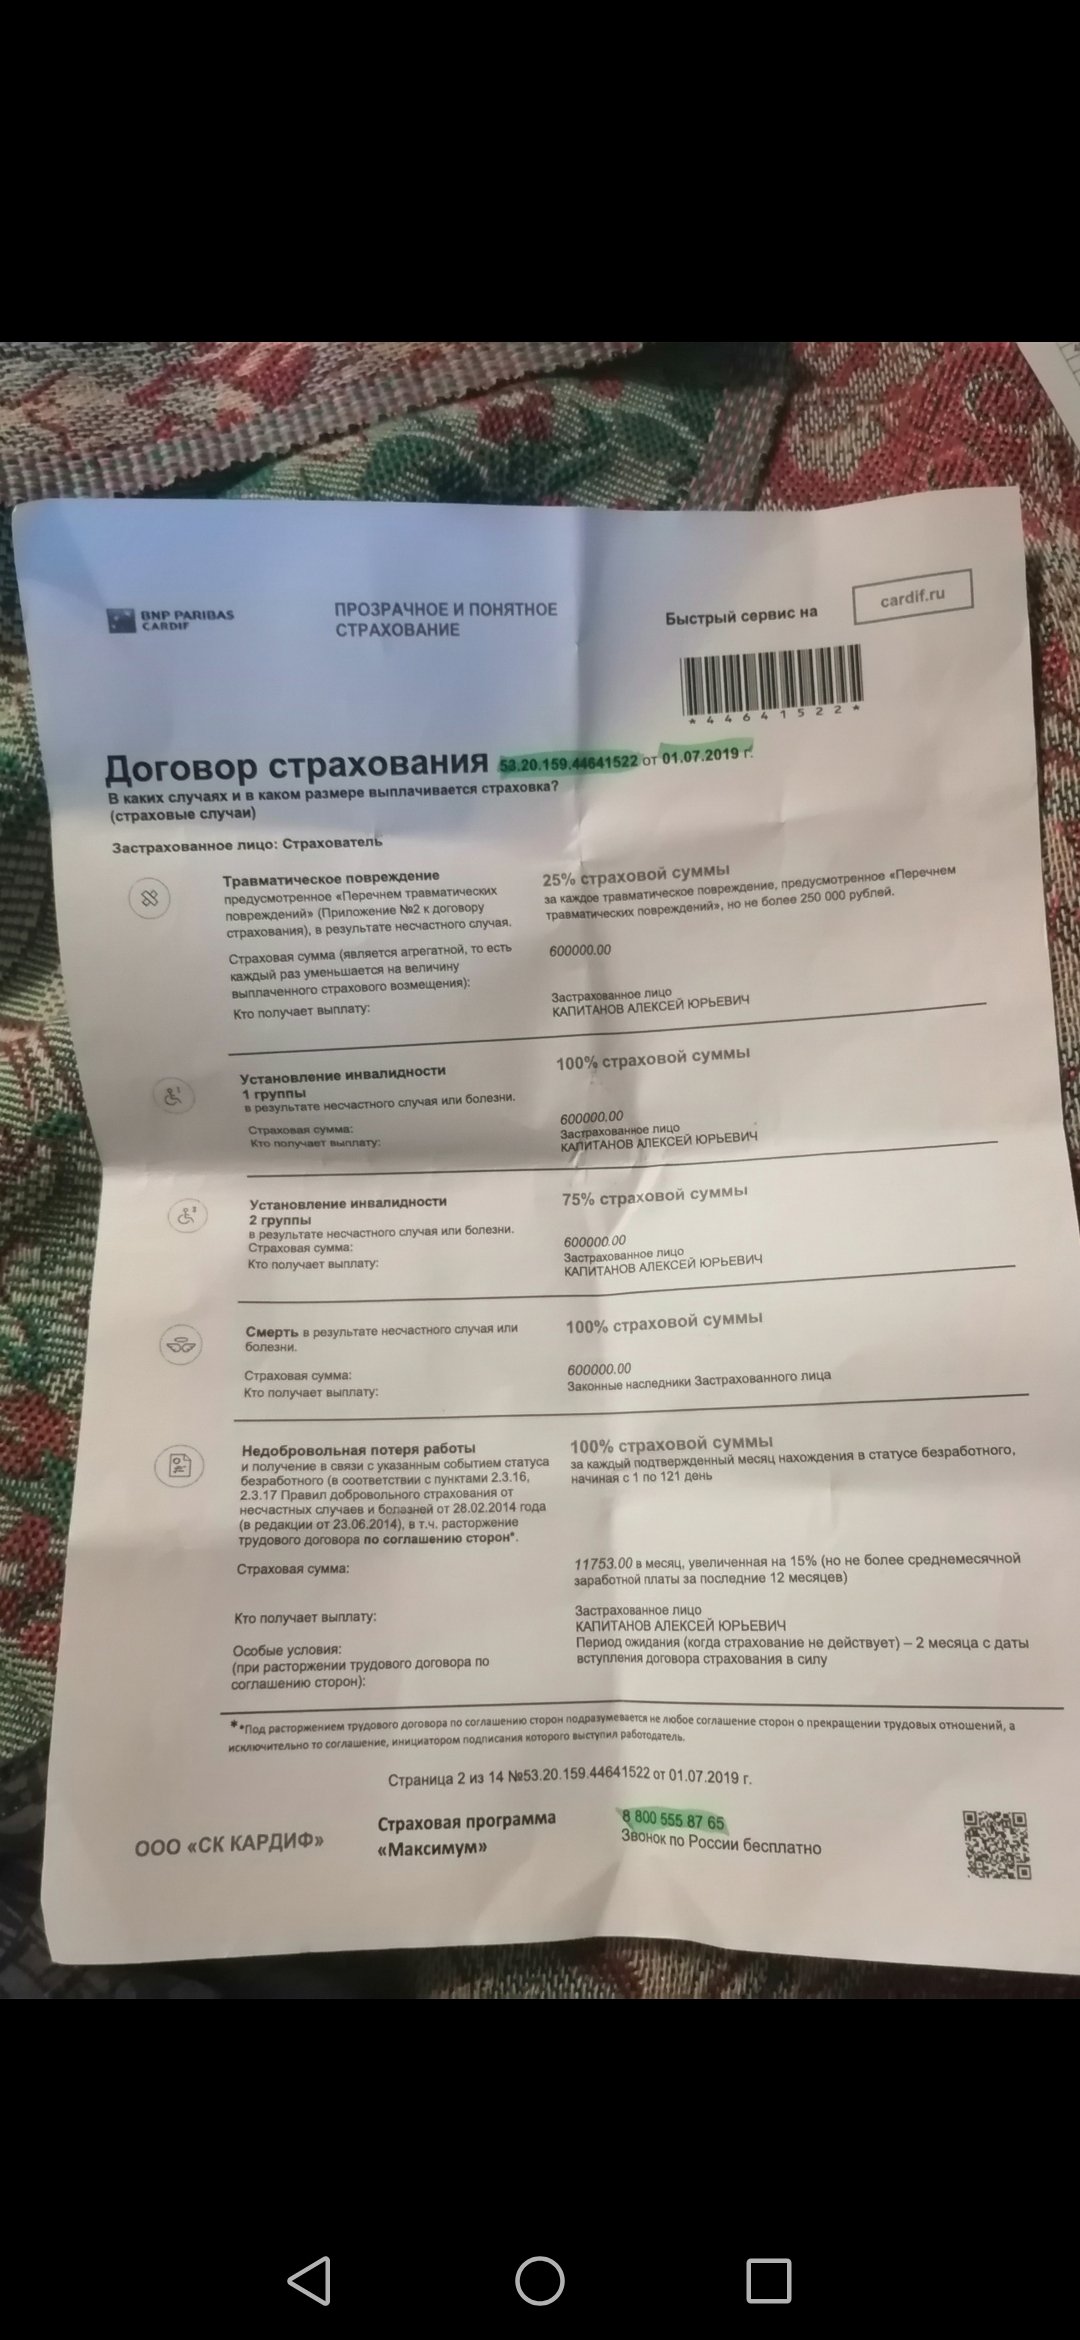 BNP PARIBAS
CARDIF
ПРОЗРАЧНОЕ И ПОНЯТНОЕ
СТРАХОВАНИЕ
Быстрый сервис на
cardif.ru
*44641522*
Договор страхования 53.20.159.44641522 от 01.07.2019 г.
В каких случаях и в каком размере выплачивается страховка?
(страховые случаи)
Застрахованное лицо: Страхователь
Травматическое повреждение
предусмотренное «Перечнем травматических
повреждений» (Приложение №2 к договору
страхования), в результате несчастного случая.
25% страховой суммы
за каждое травматическое повреждение, предусмотренное «Перечнем
травматических повреждений», но не более 250 000 рублей.
Страховая сумма (является агрегатной, то есть
каждый раз уменьшается на величину
выплаченного страхового возмещения):
600000.00
Кто получает выплату:
Застрахованное лицо
КАПИТАНОВ АЛЕКСЕЙ ЮРЬЕВИЧ
Установление инвалидности
1 группы
в результате несчастного случая или болезни.
100% страховой суммы
Страховая сумма:
600000.00
Кто получает выплату:
Застрахованное лицо
КАПИТАНОВ АЛЕКСЕЙ ЮРЬЕВИЧ
Установление инвалидности
2 группы
в результате несчастного случая или болезни.
75% страховой суммы
Страховая сумма:
600000.00
Кто получает выплату:
Застрахованное лицо
КАПИТАНОВ АЛЕКСЕЙ ЮРЬЕВИЧ
Смерть в результате несчастного случая или
болезни.
100% страховой суммы
Страховая сумма:
600000.00
Кто получает выплату:
Законные наследники Застрахованного лица
Недобровольная потеря работы
и получение в связи с указанным событием статуса
безработного (в соответствии с пунктами 2.3.16,
2.3.17 Правил добровольного страхования от
несчастных случаев и болезней от 28.02.2014 года
(в редакции от 23.06.2014), в т.ч. расторжение
трудового договора по соглашению сторон*.
100% страховой суммы
за каждый подтвержденный месяц нахождения в статусе безработного,
начиная с 1 по 121 день
Страховая сумма:
11753.00 в месяц, увеличенная на 15% (но не более среднемесячной
заработной платы за последние 12 месяцев)
Кто получает выплату:
Застрахованное лицо
КАПИТАНОВ АЛЕКСЕЙ ЮРЬЕВИЧ
Особые условия:
(при расторжении трудового договора по
соглашению сторон):
Период ожидания (когда страхование не действует) – 2 месяца с даты
вступления договора страхования в силу
**Под расторжением трудового договора по соглашению сторон подразумевается не любое соглашение сторон о прекращении трудовых отношений, а
исключительно то соглашение, инициатором подписания которого выступил работодатель.
Страница 2 из 14 №53.20.159.44641522 от 01.07.2019 г.
ООО «СК КАРДИФ»
Страховая программа
«Максимум»
8 800 555 87 65
Звонок по России бесплатно